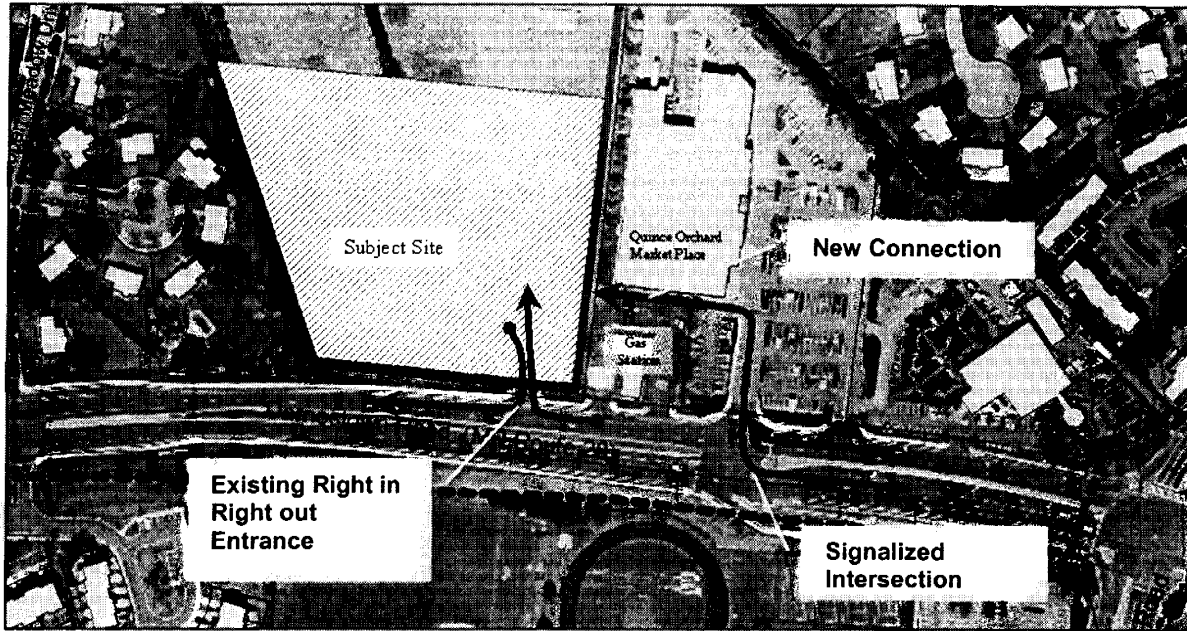 Subject Site
Quince Orchard
Market Place
New Connection
Gas
Station
Existing Right in
Right out
Entrance
Signalized
Intersection